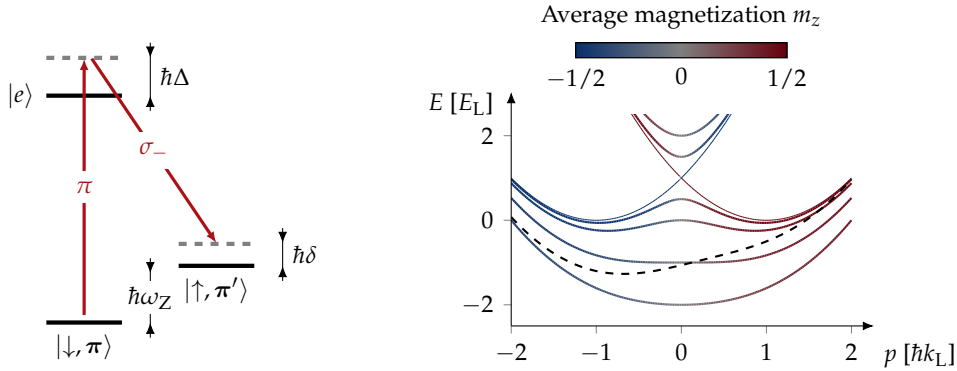 |e⟩
ħΔ
σ₋
π
ħδ
|↑, π′⟩
ħω_Z
|↓, π⟩
Average magnetization m_z
−1/2 0 1/2
E [E_L]
2
0
−2
−2 −1 0 1 2
p [ħk_L]